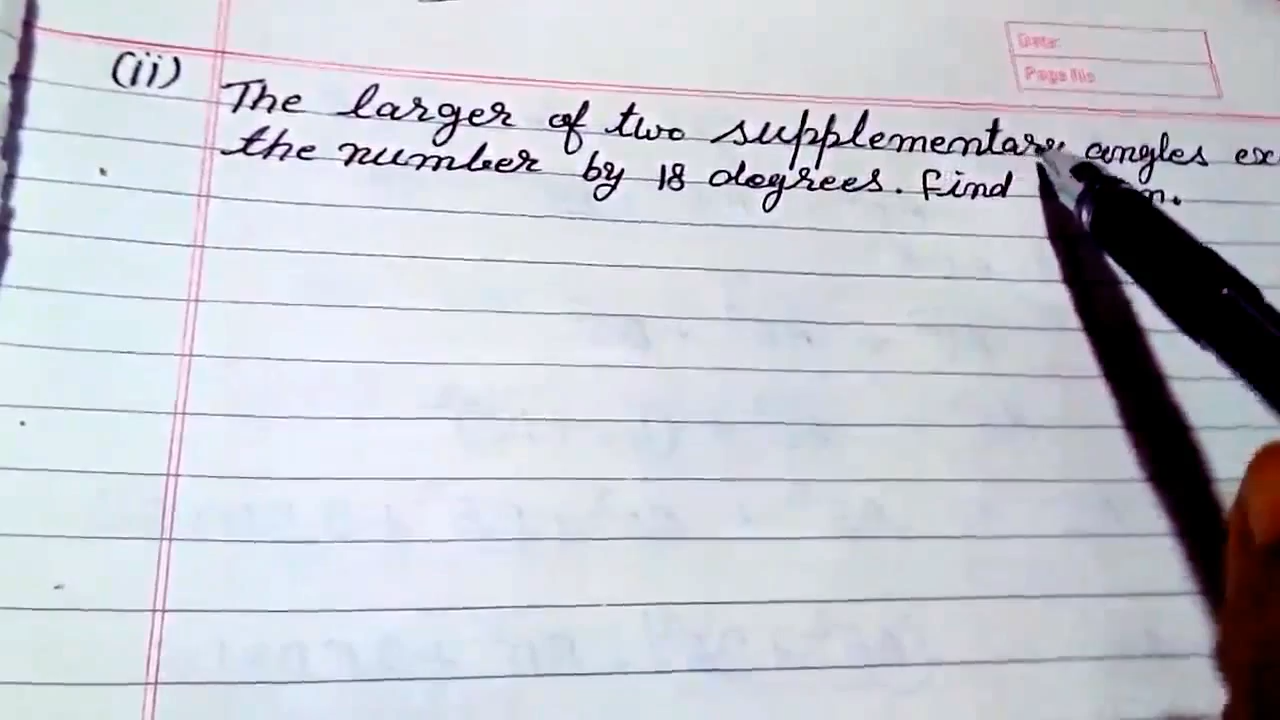 Date:
Page No
(ii) The larger of two supplementary angles ex
the number by 18 degrees. Find